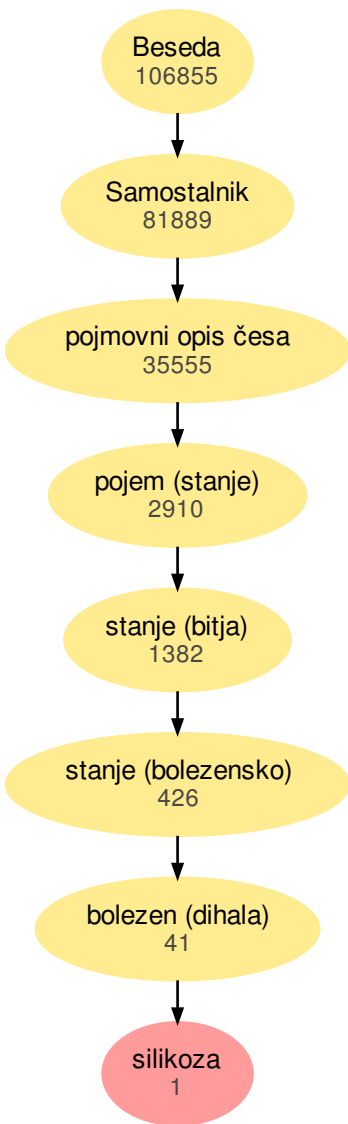 Beseda
106855
Samostalnik
81889
pojmovni opis česa
35555
pojem (stanje)
2910
stanje (bitja)
1382
stanje (bolezensko)
426
bolezen (dihala)
41
silikoza
1